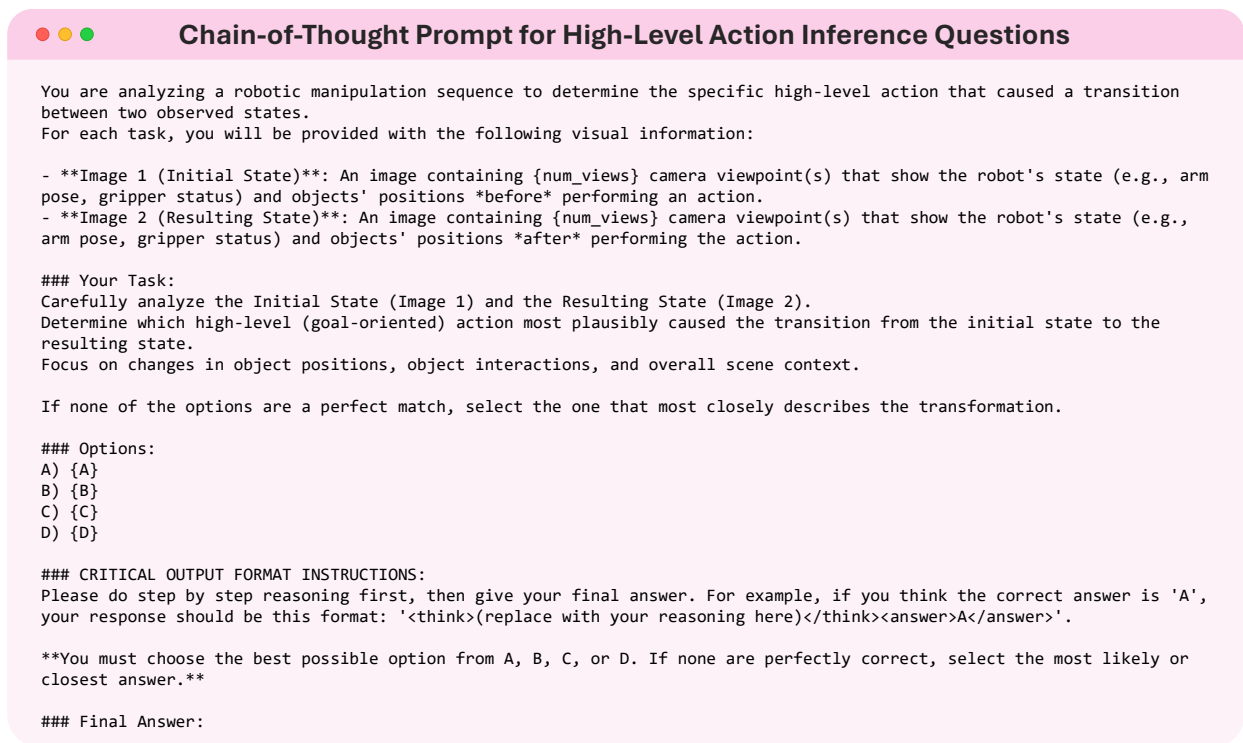 Chain-of-Thought Prompt for High-Level Action Inference Questions
You are analyzing a robotic manipulation sequence to determine the specific high-level action that caused a transition
between two observed states.
For each task, you will be provided with the following visual information:
- **Image 1 (Initial State)**: An image containing {num_views} camera viewpoint(s) that show the robot's state (e.g., arm
pose, gripper status) and objects' positions *before* performing an action.
- **Image 2 (Resulting State)**: An image containing {num_views} camera viewpoint(s) that show the robot's state (e.g.,
arm pose, gripper status) and objects' positions *after* performing the action.
### Your Task:
Carefully analyze the Initial State (Image 1) and the Resulting State (Image 2).
Determine which high-level (goal-oriented) action most plausibly caused the transition from the initial state to the
resulting state.
Focus on changes in object positions, object interactions, and overall scene context.
If none of the options are a perfect match, select the one that most closely describes the transformation.
### Options:
A) {A}
B) {B}
C) {C}
D) {D}
### CRITICAL OUTPUT FORMAT INSTRUCTIONS:
Please do step by step reasoning first, then give your final answer. For example, if you think the correct answer is 'A',
your response should be this format: '<think>(replace with your reasoning here)</think><answer>A</answer>'.
**You must choose the best possible option from A, B, C, or D. If none are perfectly correct, select the most likely or
closest answer.**
### Final Answer: